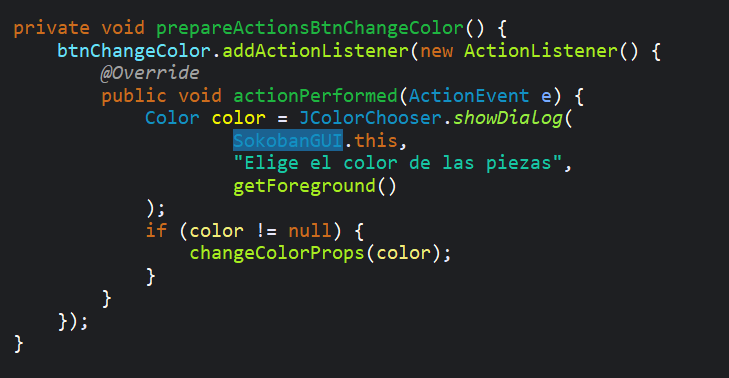 private void prepareActionsBtnChangeColor() {
    btnChangeColor.addActionListener(new ActionListener() {
        @Override
        public void actionPerformed(ActionEvent e) {
            Color color = JColorChooser.showDialog(
                    SokobanGUI.this,
                    "Elige el color de las piezas",
                    getForeground()
            );
            if (color != null) {
                changeColorProps(color);
            }
        }
    });
}